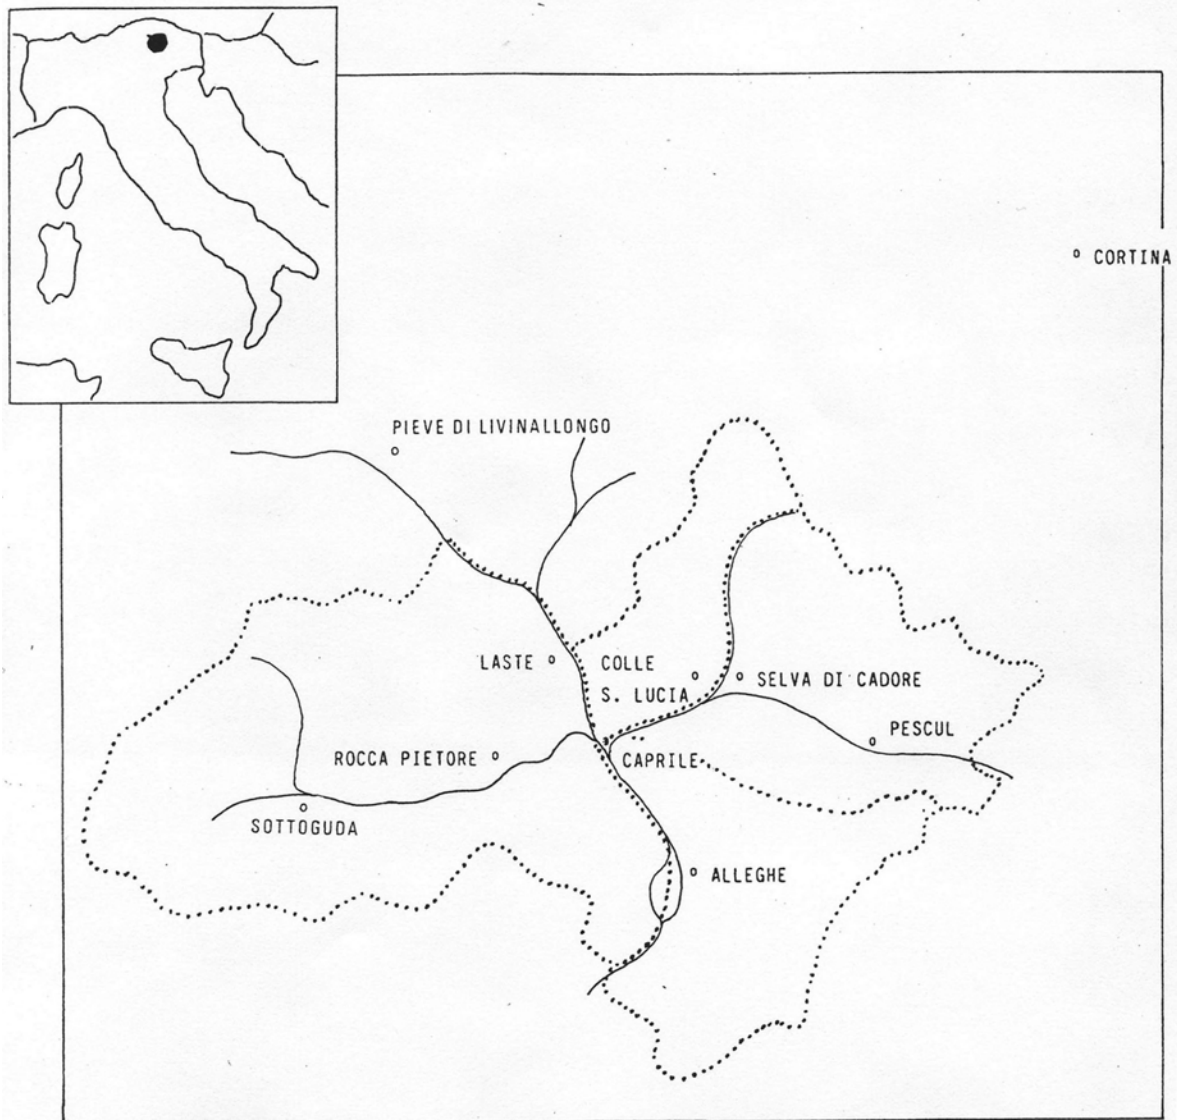 CORTINA
PIEVE DI LIVINALLONGO
LASTE
COLLE
S. LUCIA
SELVA DI CADORE
PESCUL
ROCCA PIETORE
CAPRILE
SOTTOGUDA
ALLEGHE